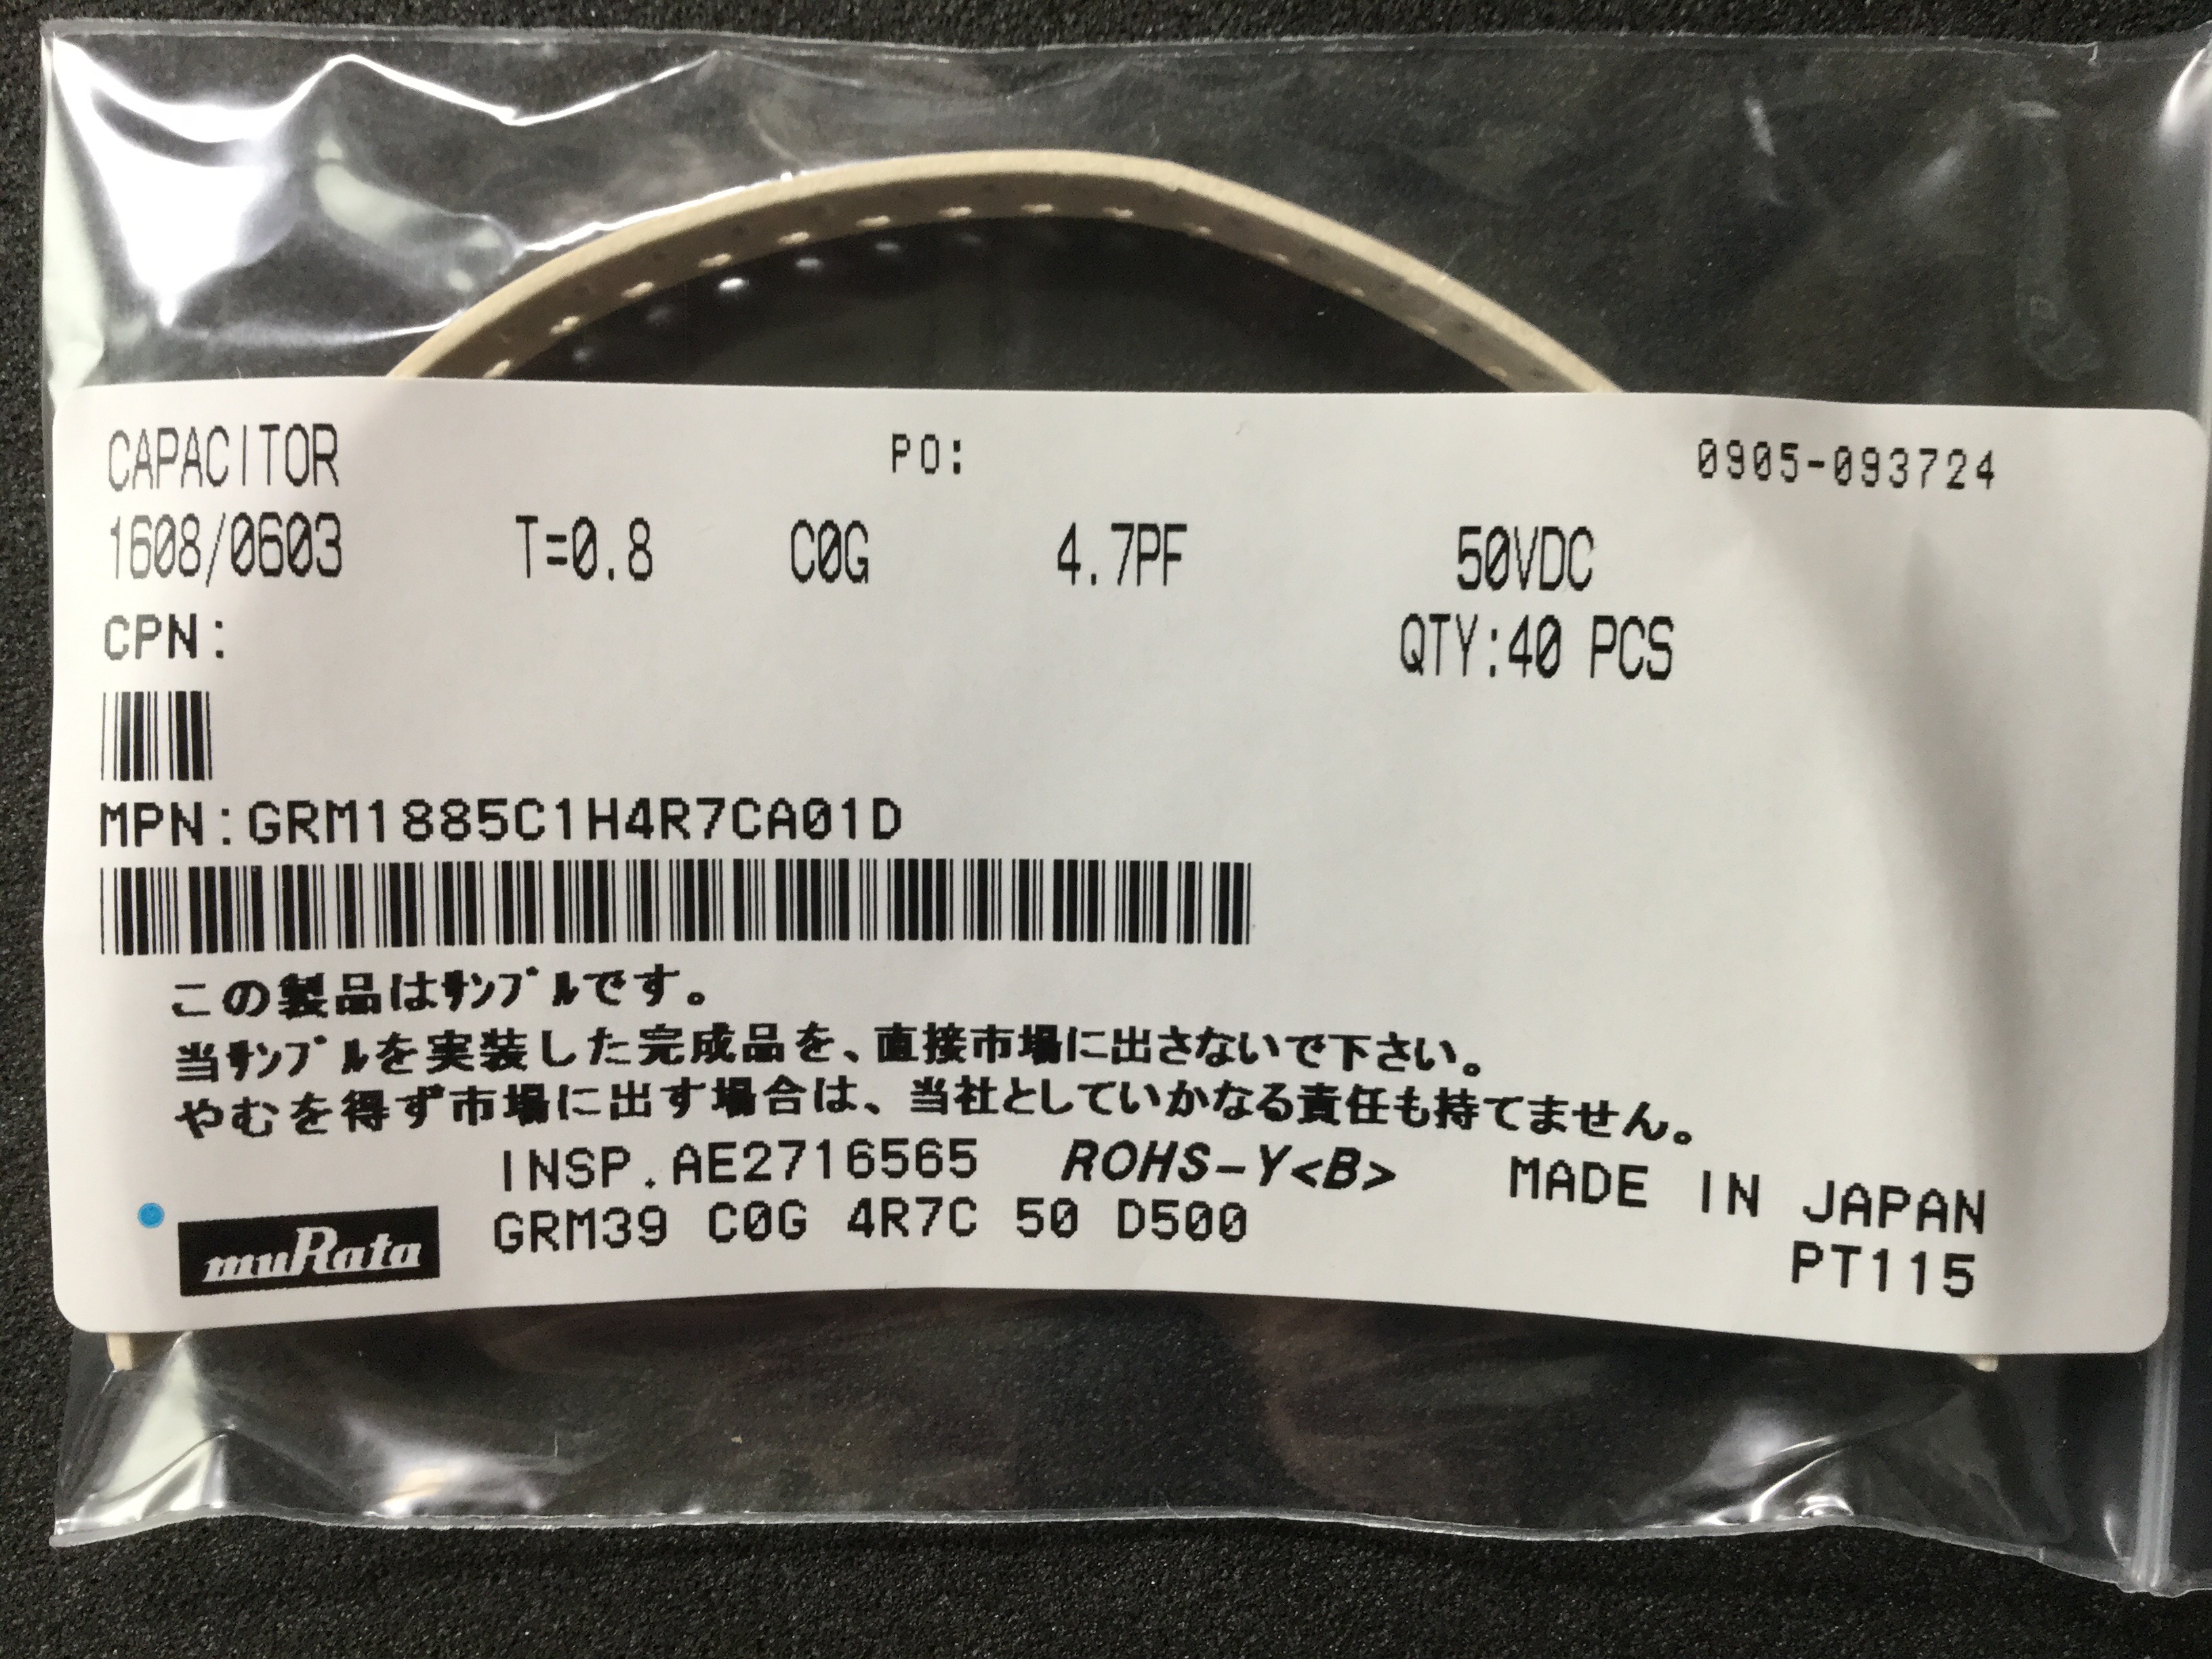 CAPACITOR PO: 0905-093724
1608/0603 T=0.8 C0G 4.7PF 50VDC
CPN: QTY:40 PCS
MPN:GRM1885C1H4R7CA01D
この製品はｻﾝﾌﾟﾙです。
当ｻﾝﾌﾟﾙを実装した完成品を、直接市場に出さないで下さい。
やむを得ず市場に出す場合は、当社としていかなる責任も持てません。
INSP.AE2716565 ROHS-Y<B> MADE IN JAPAN
muRata GRM39 C0G 4R7C 50 D500 PT115